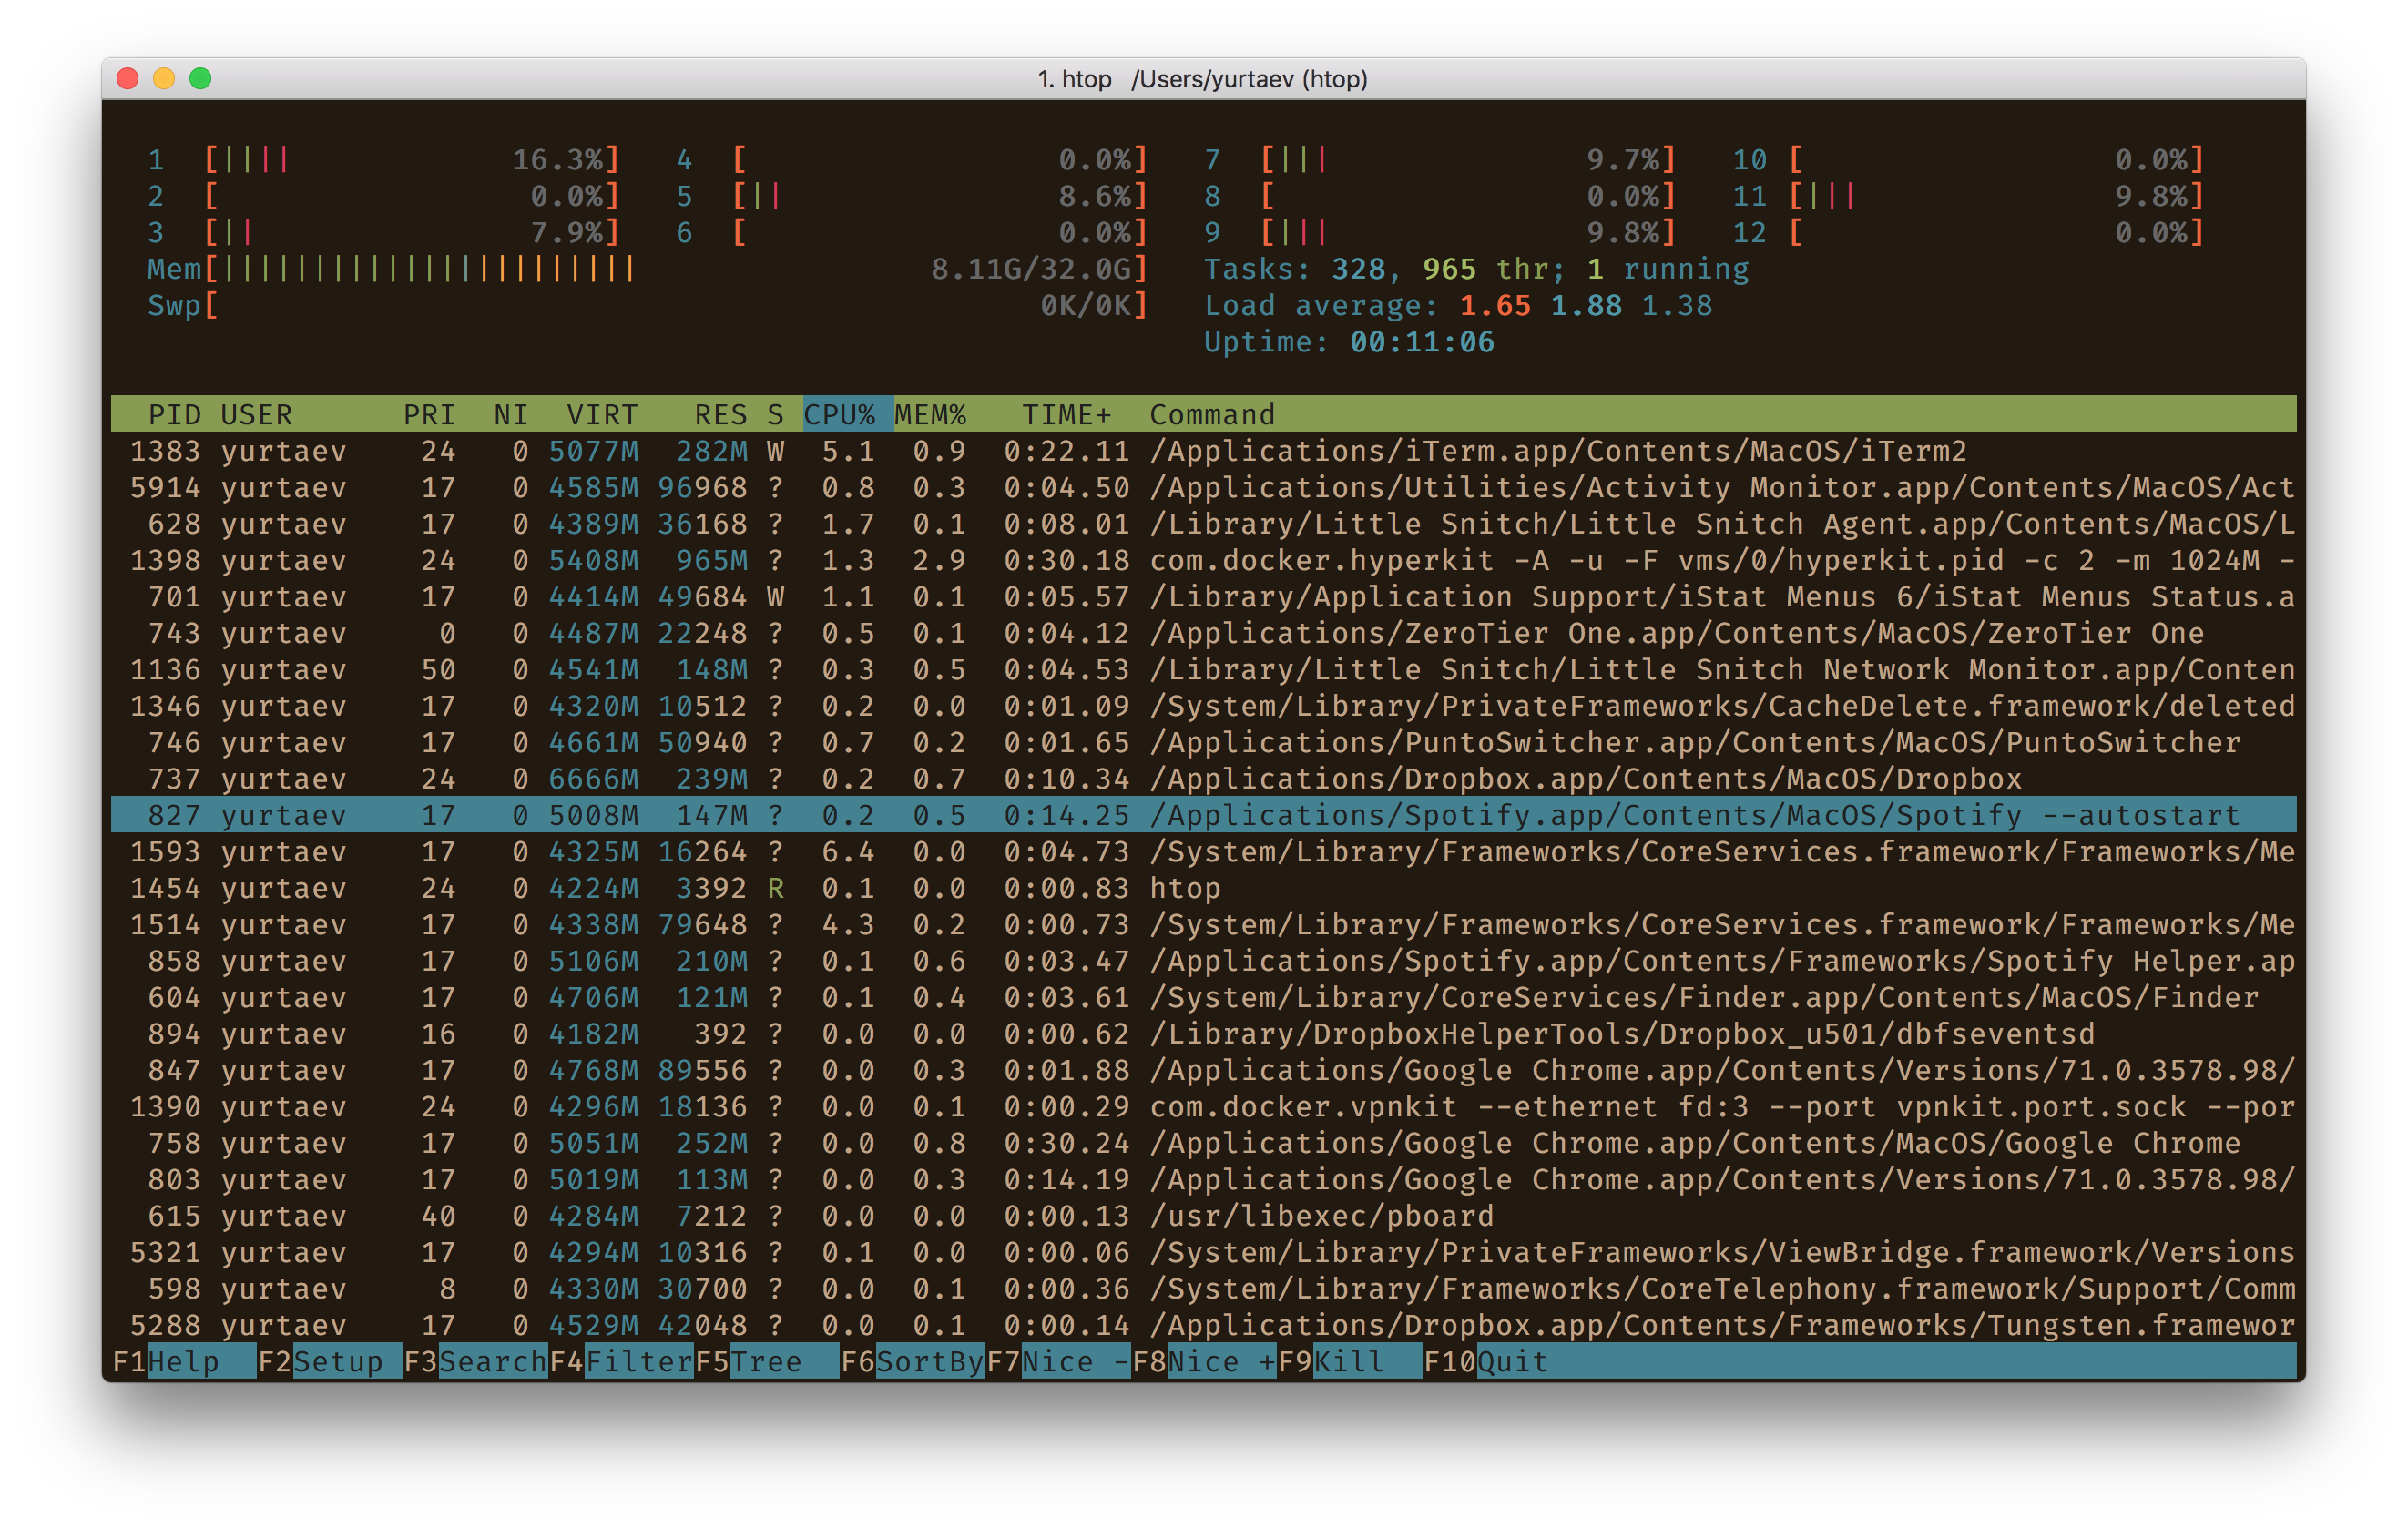 1. htop /Users/yurtaev (htop)
1 [|||| 16.3%] 4 [ 0.0%] 7 [||| 9.7%] 10 [ 0.0%]
2 [ 0.0%] 5 [|| 8.6%] 8 [ 0.0%] 11 [||| 9.8%]
3 [|| 7.9%] 6 [ 0.0%] 9 [||| 9.8%] 12 [ 0.0%]
Mem[||||||||||||||||||||||| 8.11G/32.0G] Tasks: 328, 965 thr; 1 running
Swp[ 0K/0K] Load average: 1.65 1.88 1.38
Uptime: 00:11:06
PID USER PRI NI VIRT RES S CPU% MEM% TIME+ Command
1383 yurtaev 24 0 5077M 282M W 5.1 0.9 0:22.11 /Applications/iTerm.app/Contents/MacOS/iTerm2
5914 yurtaev 17 0 4585M 96968 ? 0.8 0.3 0:04.50 /Applications/Utilities/Activity Monitor.app/Contents/MacOS/Act
628 yurtaev 17 0 4389M 36168 ? 1.7 0.1 0:08.01 /Library/Little Snitch/Little Snitch Agent.app/Contents/MacOS/L
1398 yurtaev 24 0 5408M 965M ? 1.3 2.9 0:30.18 com.docker.hyperkit -A -u -F vms/0/hyperkit.pid -c 2 -m 1024M -
701 yurtaev 17 0 4414M 49684 W 1.1 0.1 0:05.57 /Library/Application Support/iStat Menus 6/iStat Menus Status.a
743 yurtaev 0 0 4487M 22248 ? 0.5 0.1 0:04.12 /Applications/ZeroTier One.app/Contents/MacOS/ZeroTier One
1136 yurtaev 50 0 4541M 148M ? 0.3 0.5 0:04.53 /Library/Little Snitch/Little Snitch Network Monitor.app/Conten
1346 yurtaev 17 0 4320M 10512 ? 0.2 0.0 0:01.09 /System/Library/PrivateFrameworks/CacheDelete.framework/deleted
746 yurtaev 17 0 4661M 50940 ? 0.7 0.2 0:01.65 /Applications/PuntoSwitcher.app/Contents/MacOS/PuntoSwitcher
737 yurtaev 24 0 6666M 239M ? 0.2 0.7 0:10.34 /Applications/Dropbox.app/Contents/MacOS/Dropbox
827 yurtaev 17 0 5008M 147M ? 0.2 0.5 0:14.25 /Applications/Spotify.app/Contents/MacOS/Spotify --autostart
1593 yurtaev 17 0 4325M 16264 ? 6.4 0.0 0:04.73 /System/Library/Frameworks/CoreServices.framework/Frameworks/Me
1454 yurtaev 24 0 4224M 3392 R 0.1 0.0 0:00.83 htop
1514 yurtaev 17 0 4338M 79648 ? 4.3 0.2 0:00.73 /System/Library/Frameworks/CoreServices.framework/Frameworks/Me
858 yurtaev 17 0 5106M 210M ? 0.1 0.6 0:03.47 /Applications/Spotify.app/Contents/Frameworks/Spotify Helper.ap
604 yurtaev 17 0 4706M 121M ? 0.1 0.4 0:03.61 /System/Library/CoreServices/Finder.app/Contents/MacOS/Finder
894 yurtaev 16 0 4182M 392 ? 0.0 0.0 0:00.62 /Library/DropboxHelperTools/Dropbox_u501/dbfseventsd
847 yurtaev 17 0 4768M 89556 ? 0.0 0.3 0:01.88 /Applications/Google Chrome.app/Contents/Versions/71.0.3578.98/
1390 yurtaev 24 0 4296M 18136 ? 0.0 0.1 0:00.29 com.docker.vpnkit --ethernet fd:3 --port vpnkit.port.sock --por
758 yurtaev 17 0 5051M 252M ? 0.0 0.8 0:30.24 /Applications/Google Chrome.app/Contents/MacOS/Google Chrome
803 yurtaev 17 0 5019M 113M ? 0.0 0.3 0:14.19 /Applications/Google Chrome.app/Contents/Versions/71.0.3578.98/
615 yurtaev 40 0 4284M 7212 ? 0.0 0.0 0:00.13 /usr/libexec/pboard
5321 yurtaev 17 0 4294M 10316 ? 0.1 0.0 0:00.06 /System/Library/PrivateFrameworks/ViewBridge.framework/Versions
598 yurtaev 8 0 4330M 30700 ? 0.0 0.1 0:00.36 /System/Library/Frameworks/CoreTelephony.framework/Support/Comm
5288 yurtaev 17 0 4529M 42048 ? 0.0 0.1 0:00.14 /Applications/Dropbox.app/Contents/Frameworks/Tungsten.framewor
F1Help F2Setup F3SearchF4FilterF5Tree F6SortByF7Nice -F8Nice +F9Kill F10Quit